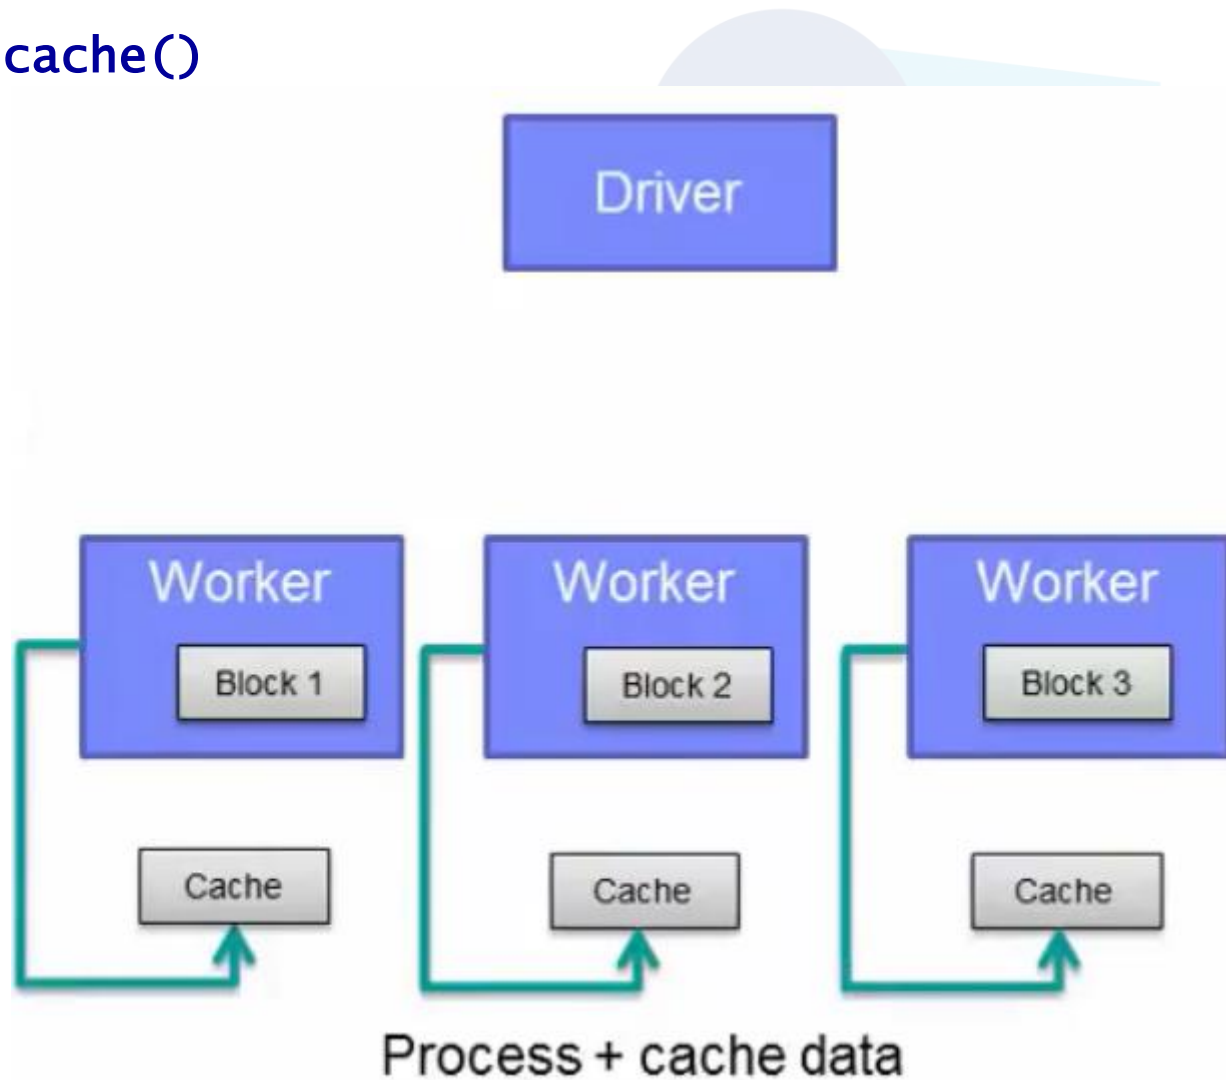 cache()
Driver
Worker
Worker
Worker
Block 1
Block 2
Block 3
Cache
Cache
Cache
Process + cache data